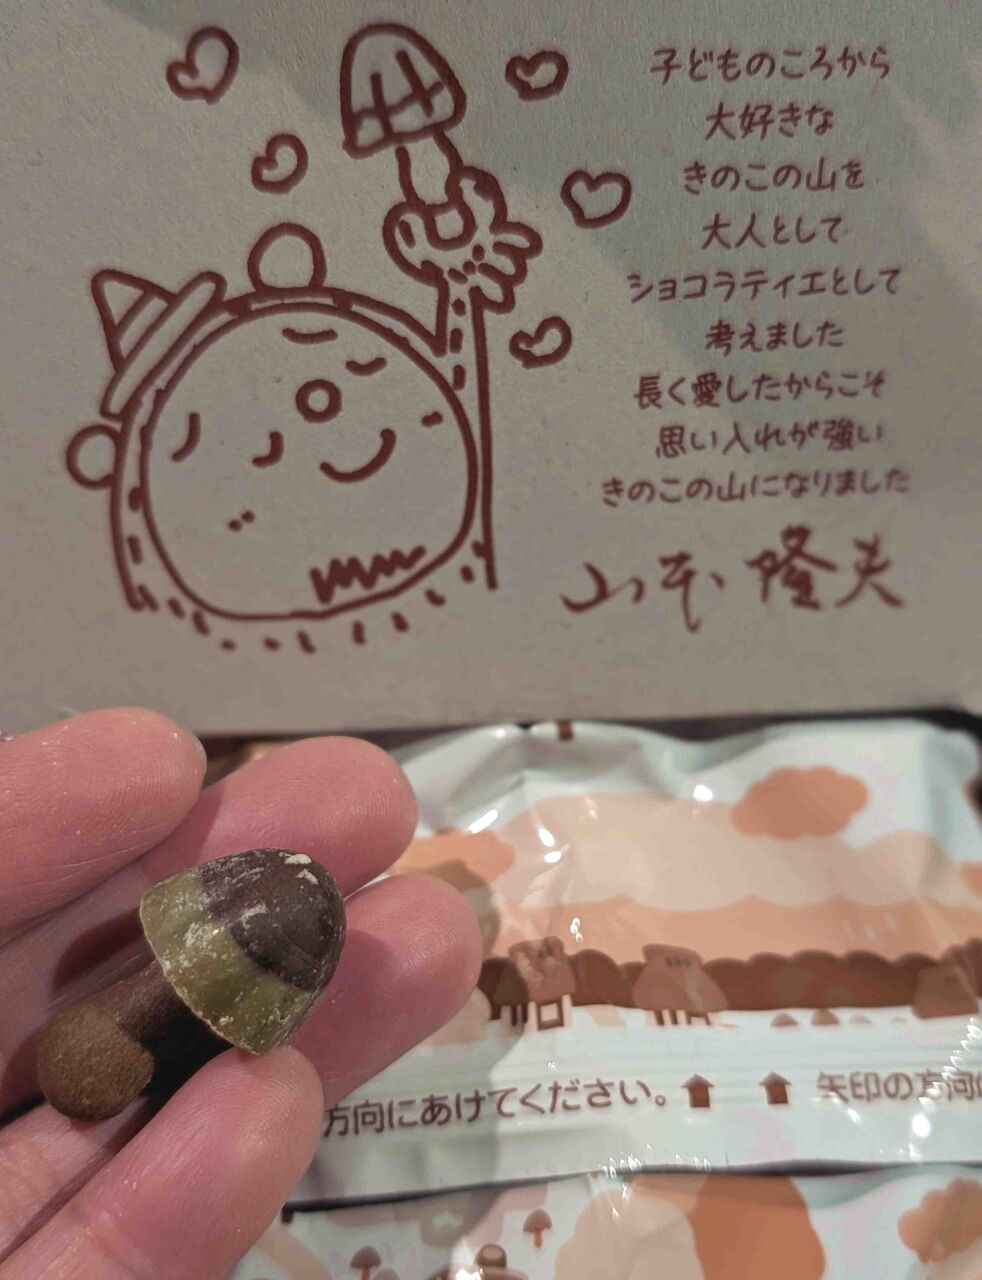 子どものころから
大好きな
きのこの山を
大人として
ショコラティエとして
考えました
長く愛したからこそ
思い入れが強い
きのこの山になりました
山本隆夫
方向にあけてください。
矢印の方向に